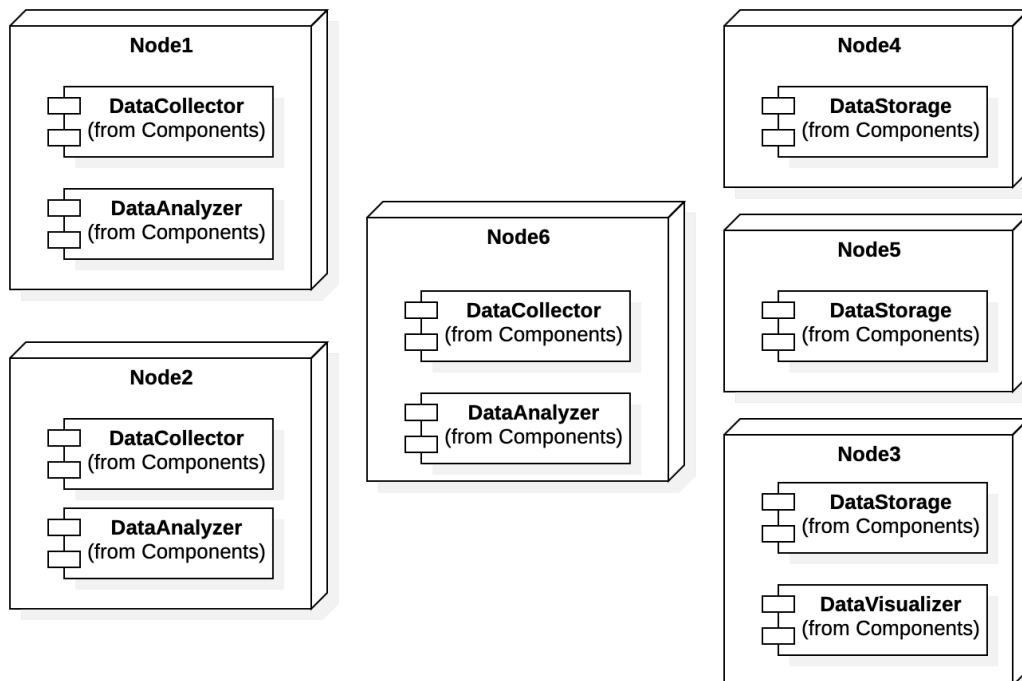 Node1
DataCollector
(from Components)
DataAnalyzer
(from Components)
Node2
DataCollector
(from Components)
DataAnalyzer
(from Components)
Node6
DataCollector
(from Components)
DataAnalyzer
(from Components)
Node4
DataStorage
(from Components)
Node5
DataStorage
(from Components)
Node3
DataStorage
(from Components)
DataVisualizer
(from Components)